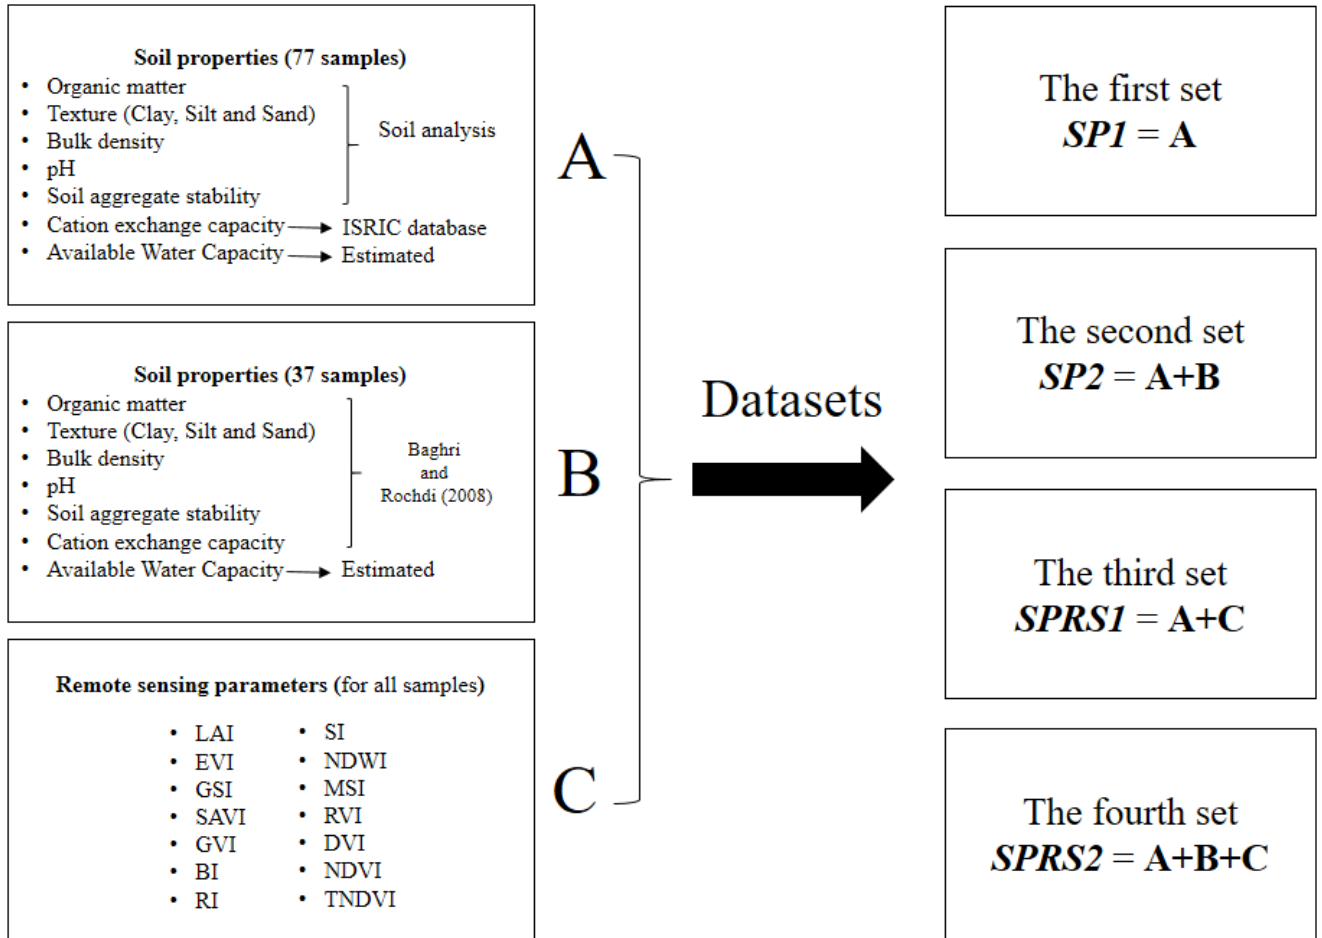 Soil properties (77 samples)
• Organic matter
• Texture (Clay, Silt and Sand)
• Bulk density
• pH
• Soil aggregate stability
• Cation exchange capacity
• Available Water Capacity
Soil analysis
ISRIC database
Estimated
A
Soil properties (37 samples)
• Organic matter
• Texture (Clay, Silt and Sand)
• Bulk density
• pH
• Soil aggregate stability
• Cation exchange capacity
• Available Water Capacity
Baghri
and
Rochdi (2008)
Estimated
B
Remote sensing parameters (for all samples)
• LAI
• EVI
• GSI
• SAVI
• GVI
• BI
• RI
• SI
• NDWI
• MSI
• RVI
• DVI
• NDVI
• TNDVI
C
Datasets
The first set
SP1 = A
The second set
SP2 = A+B
The third set
SPRS1 = A+C
The fourth set
SPRS2 = A+B+C